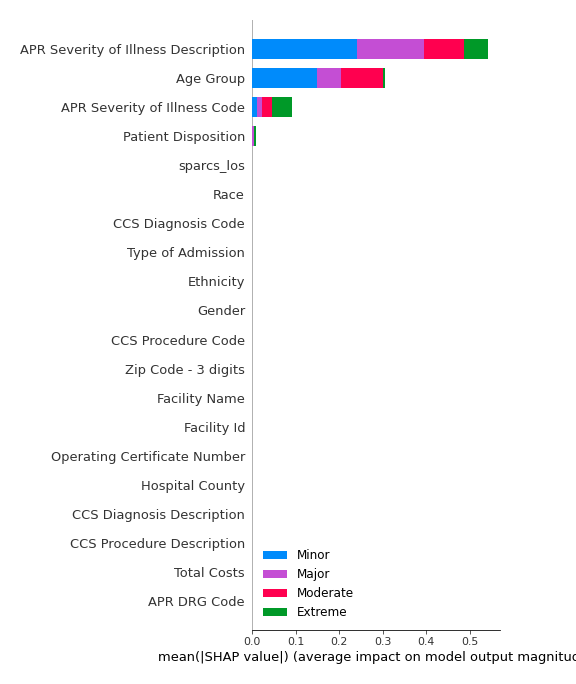 APR Severity of Illness Description
Age Group
APR Severity of Illness Code
Patient Disposition
sparcs_los
Race
CCS Diagnosis Code
Type of Admission
Ethnicity
Gender
CCS Procedure Code
Zip Code - 3 digits
Facility Name
Facility Id
Operating Certificate Number
Hospital County
CCS Diagnosis Description
CCS Procedure Description
Total Costs
APR DRG Code
Minor
Major
Moderate
Extreme
0.0 0.1 0.2 0.3 0.4 0.5
mean(|SHAP value|) (average impact on model output magnitud